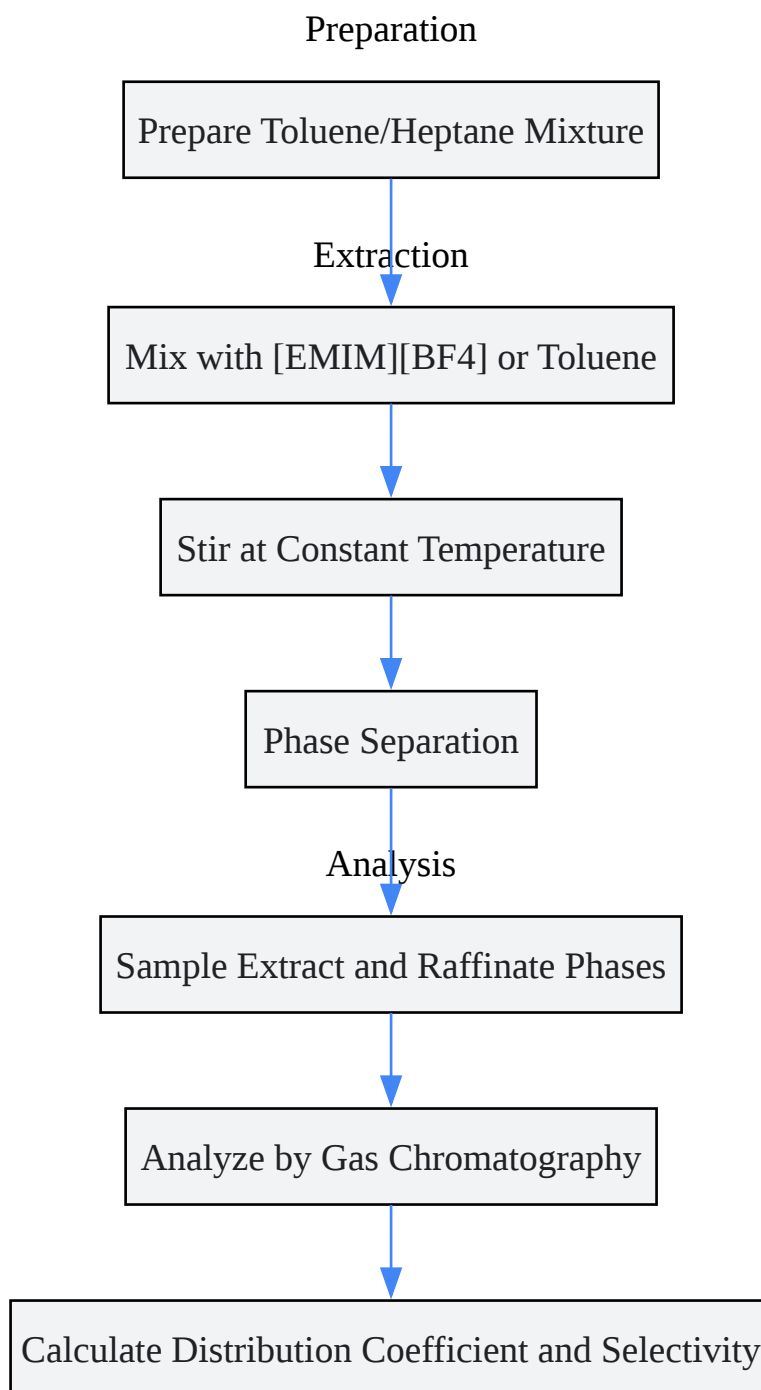 Preparation
Prepare Toluene/Heptane Mixture
Extraction
Mix with [EMIM][BF4] or Toluene
Stir at Constant Temperature
Phase Separation
Analysis
Sample Extract and Raffinate Phases
Analyze by Gas Chromatography
Calculate Distribution Coefficient and Selectivity